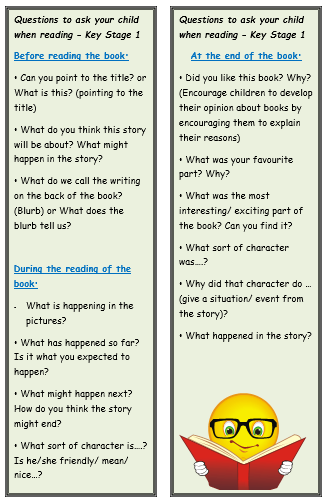 Questions to ask your child
when reading – Key Stage 1
Before reading the book:
• Can you point to the title? or
What is this? (pointing to the
title)
• What do you think this story
will be about? What might
happen in the story?
• What do we call the writing
on the back of the book?
(Blurb) or What does the
blurb tell us?
During the reading of the
book:
- What is happening in the
pictures?
• What has happened so far?
Is it what you expected to
happen?
• What might happen next?
How do you think the story
might end?
• What sort of character is....?
Is he/she friendly/ mean/
nice...?
Questions to ask your child
when reading – Key Stage 1
At the end of the book:
• Did you like this book? Why?
(Encourage children to develop
their opinion about books by
encouraging them to explain
their reasons)
• What was your favourite
part? Why?
• What was the most
interesting/ exciting part of
the book? Can you find it?
• What sort of character
was....?
• Why did that character do ...
(give a situation/ event from
the story)?
• What happened in the story?